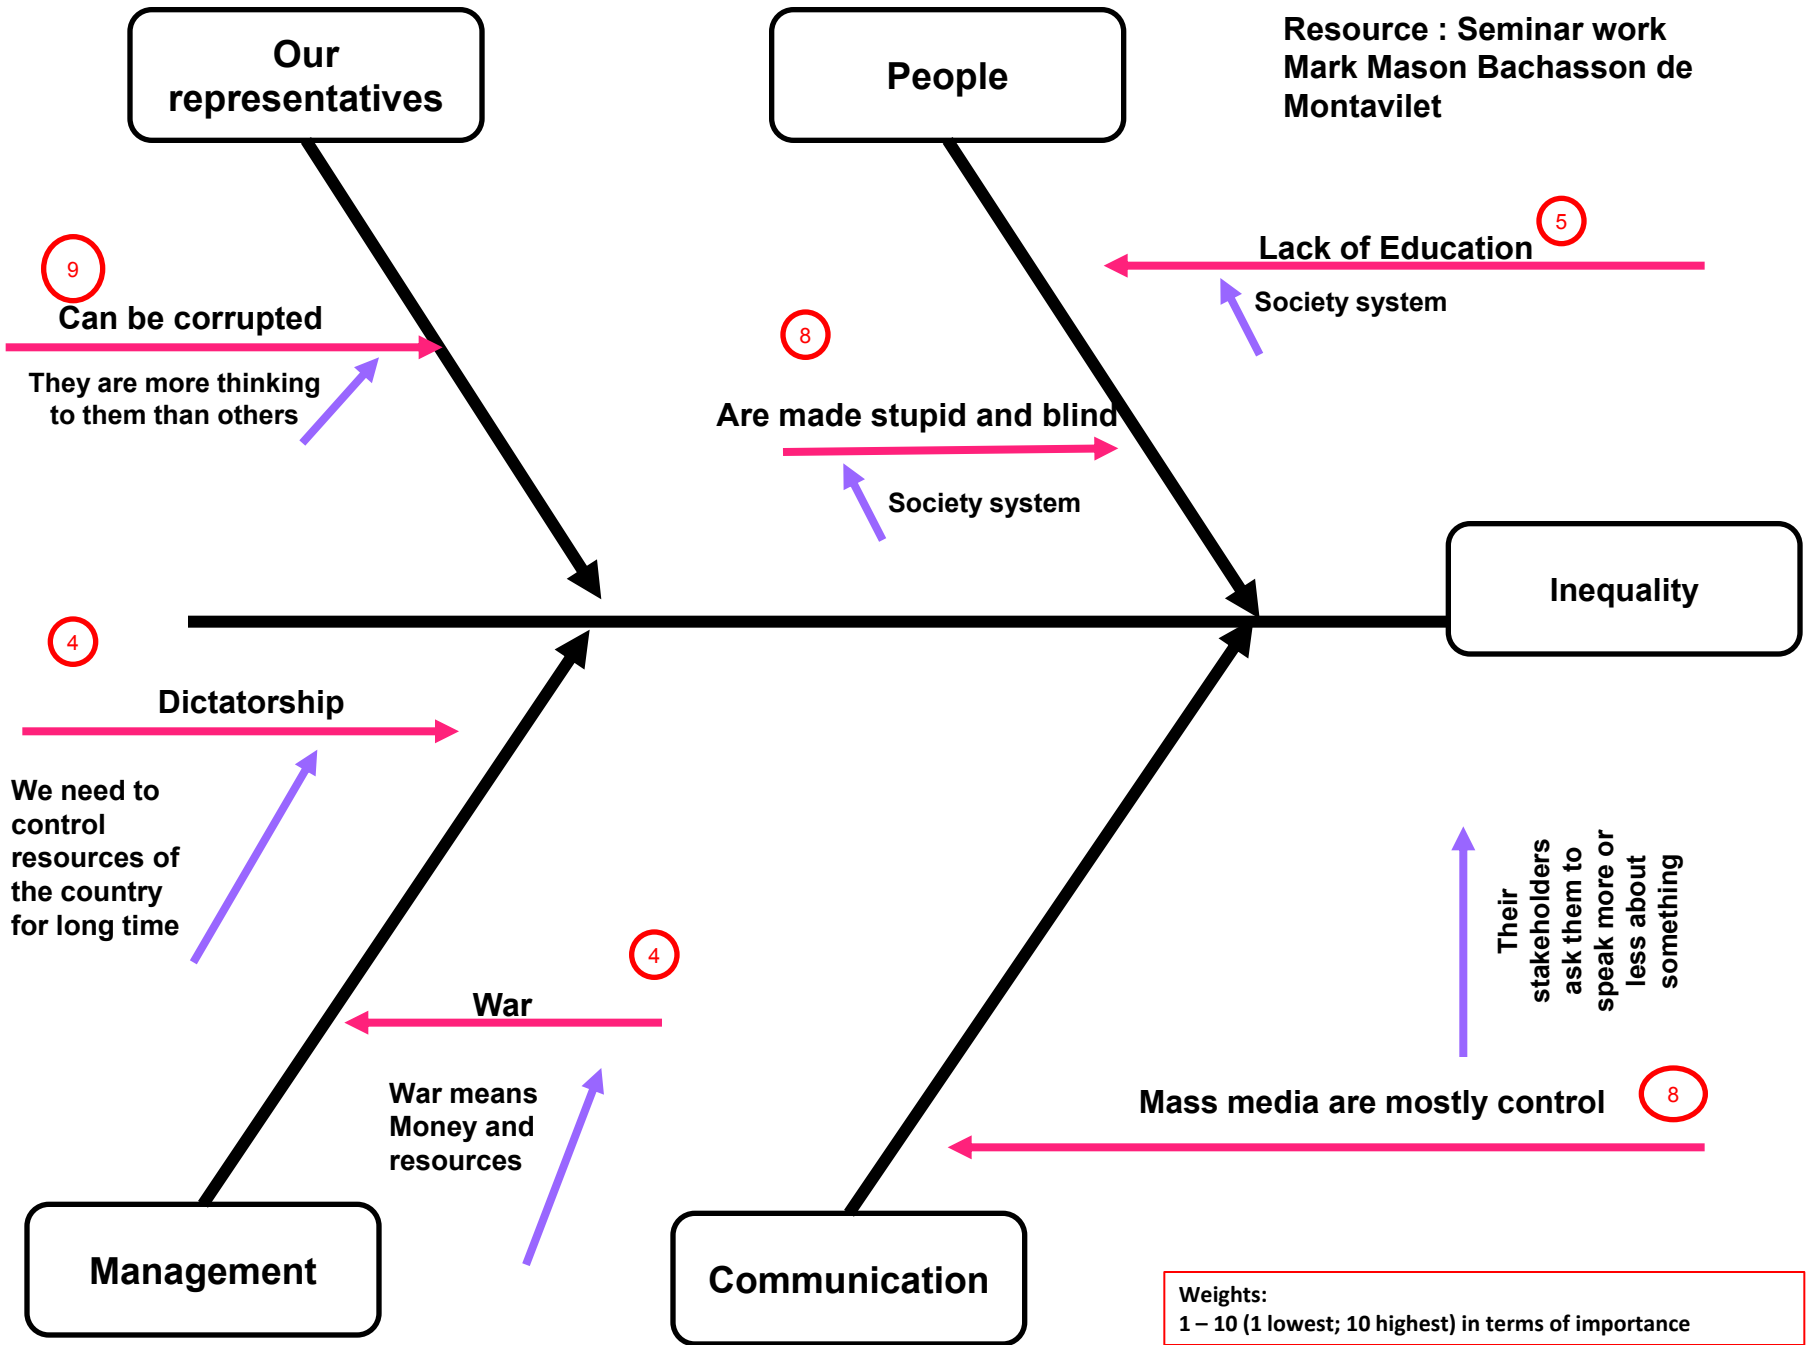 Our
representatives
People
Resource : Seminar work
Mark Mason Bachasson de
Montavilet
9
Can be corrupted
They are more thinking
to them than others
5
Lack of Education
Society system
8
Are made stupid and blind
Society system
Inequality
4
Dictatorship
We need to
control
resources of
the country
for long time
4
War
War means
Money and
resources
Their
stakeholders
ask them to
speak more or
less about
something
Mass media are mostly control
8
Management
Communication
Weights:
1 – 10 (1 lowest; 10 highest) in terms of importance